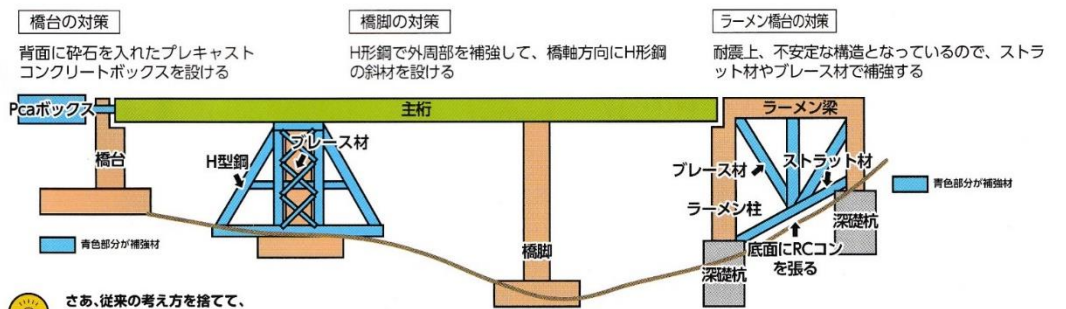 橋台の対策
背面に砕石を入れたプレキャスト
コンクリートボックスを設ける
橋脚の対策
H形鋼で外周部を補強して、橋軸方向にH形鋼
の斜材を設ける
ラーメン橋台の対策
耐震上、不安定な構造となっているので、ストラ
ット材やブレース材で補強する
Pcaボックス
主桁
ラーメン梁
橋台
H型鋼
ブレース材
ブレース材
ストラット材
青色部分が補強材
ラーメン柱
深礎杭
青色部分が補強材
橋脚
底面にRCコン
を張る
深礎杭
さあ、従来の考え方を捨てて、